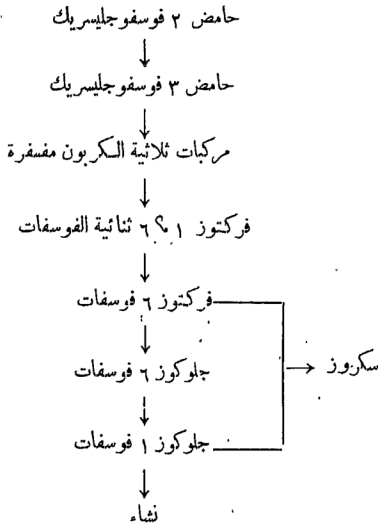 حامض ٢ فوسفوجليسريك
حامض ٣ فوسفوجليسريك
مركبات ثلاثية الكربون مفسفرة
فركتوز ١ ؟ ٦ ثنائية الفوسفات
فركتوز ٦ فوسفات
جلوكوز ٦ فوسفات
سكروز
جلوكوز ١ فوسفات
نشاء